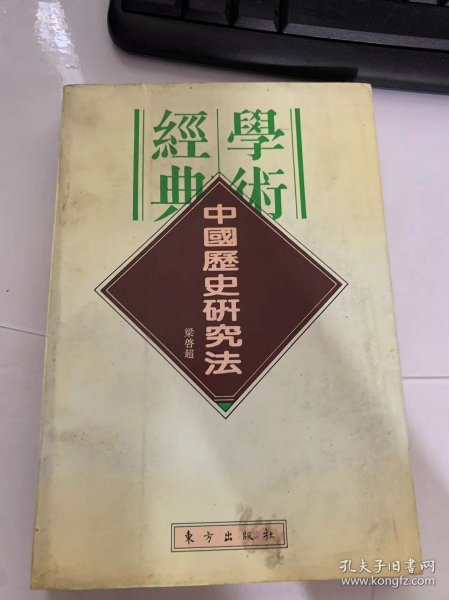 學術
經典
中國歷史研究法
梁啓超
東方出版社
孔夫子旧书网
www.kongfz.com